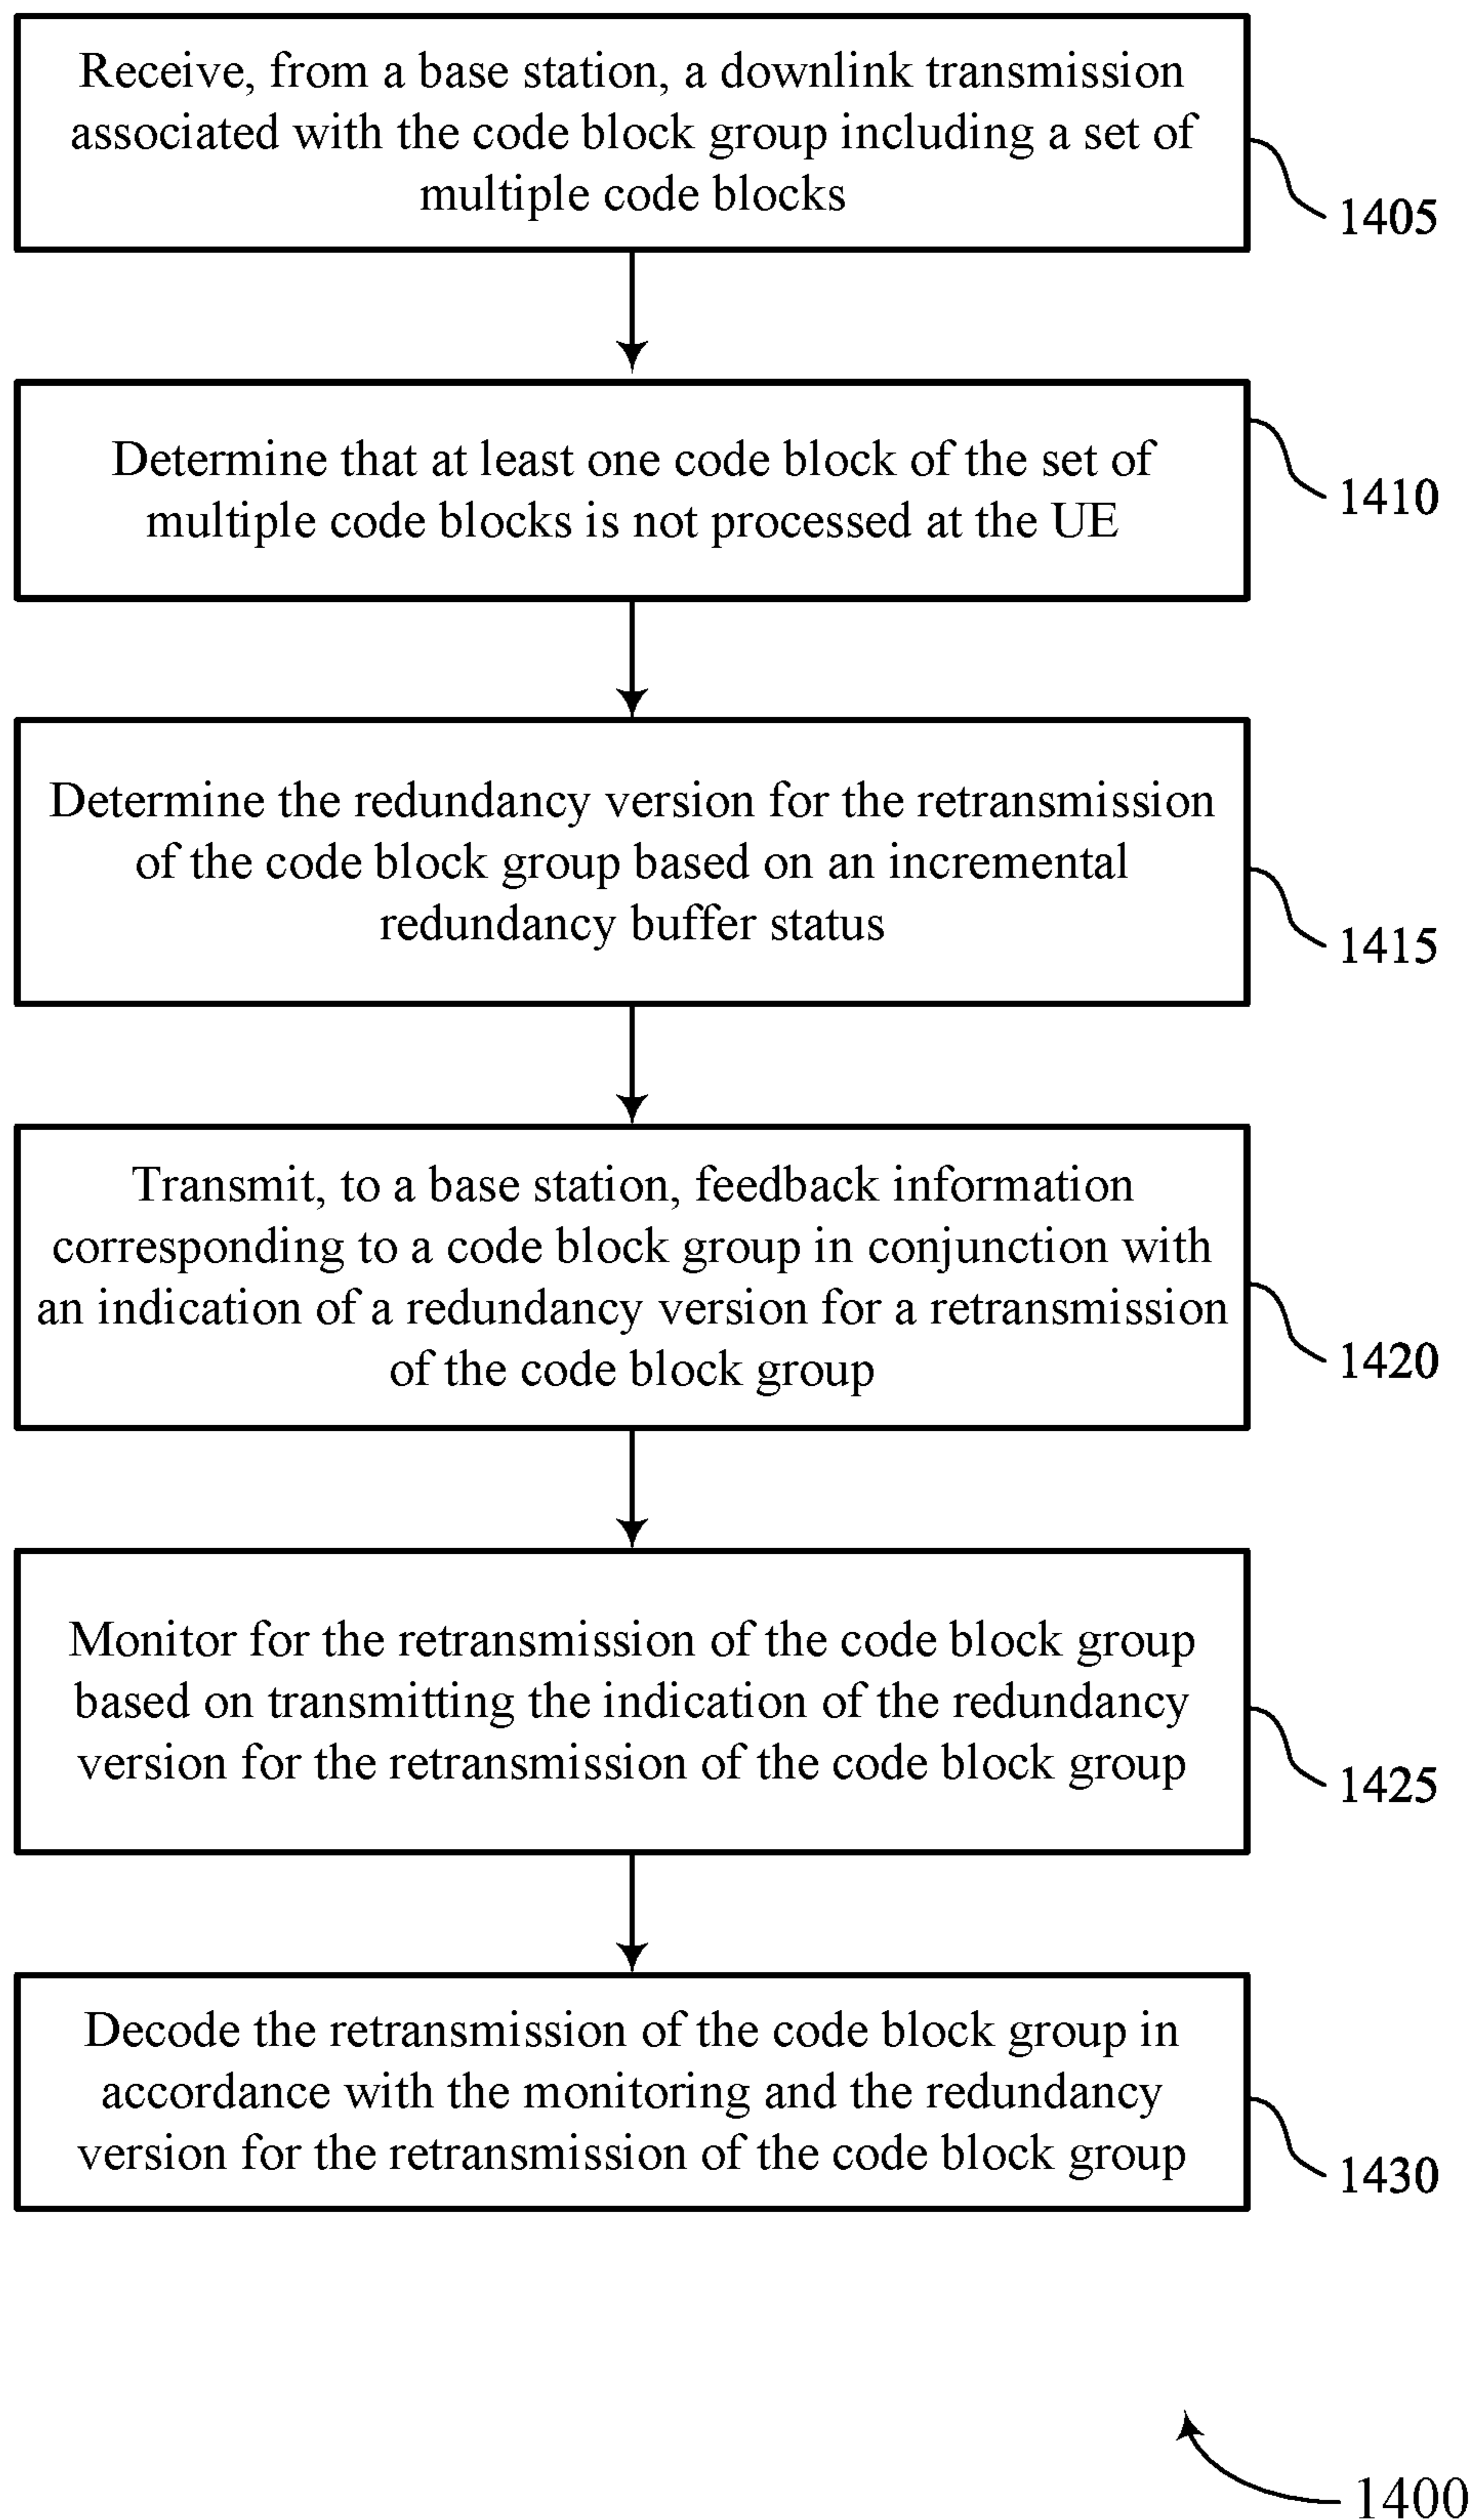 Receive, from a base station, a downlink transmission
associated with the code block group including a set of
multiple code blocks
1405
Determine that at least one code block of the set of
multiple code blocks is not processed at the UE
1410
Determine the redundancy version for the retransmission
of the code block group based on an incremental
redundancy buffer status
1415
Transmit, to a base station, feedback information
corresponding to a code block group in conjunction with
an indication of a redundancy version for a retransmission
of the code block group
1420
Monitor for the retransmission of the code block group
based on transmitting the indication of the redundancy
version for the retransmission of the code block group
1425
Decode the retransmission of the code block group in
accordance with the monitoring and the redundancy
version for the retransmission of the code block group
1430
1400